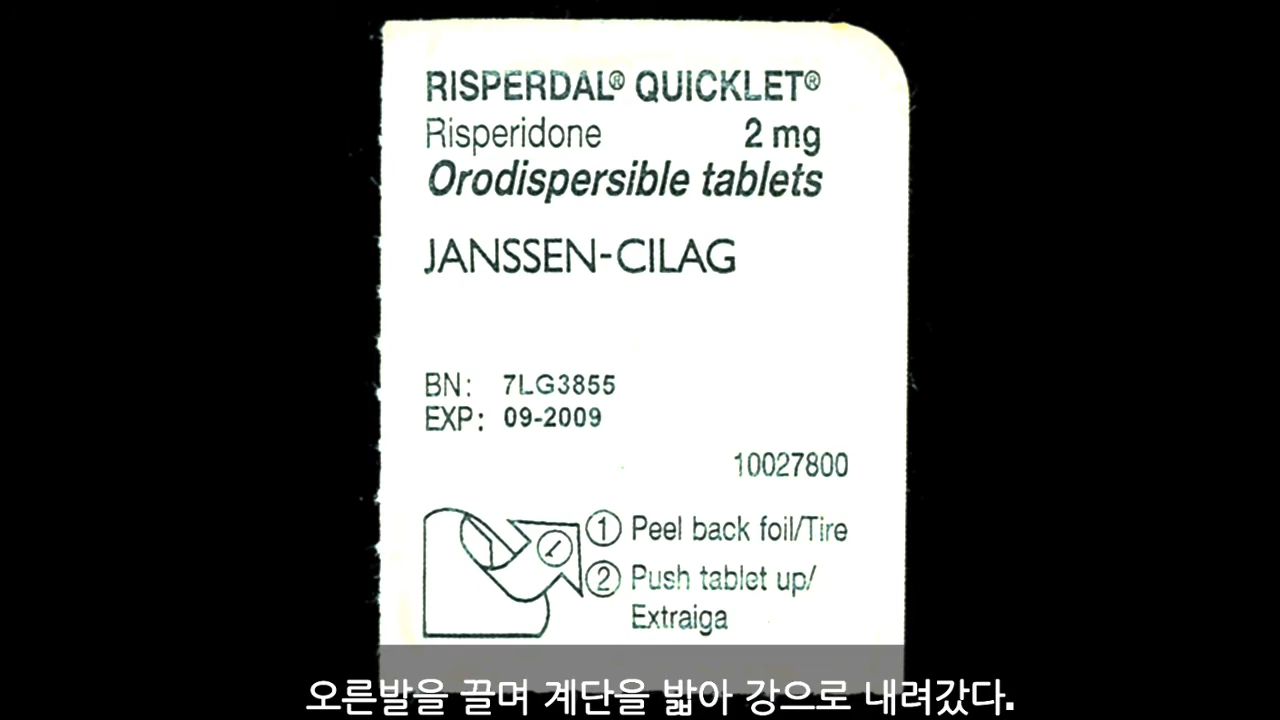 RISPERDAL® QUICKLET®
Risperidone 2 mg
Orodispersible tablets
JANSSEN-CILAG
BN: 7LG3855
EXP: 09-2009
10027800
① Peel back foil/Tire
② Push tablet up/
Extraiga
오른발을 끌며 계단을 밟아 강으로 내려갔다.